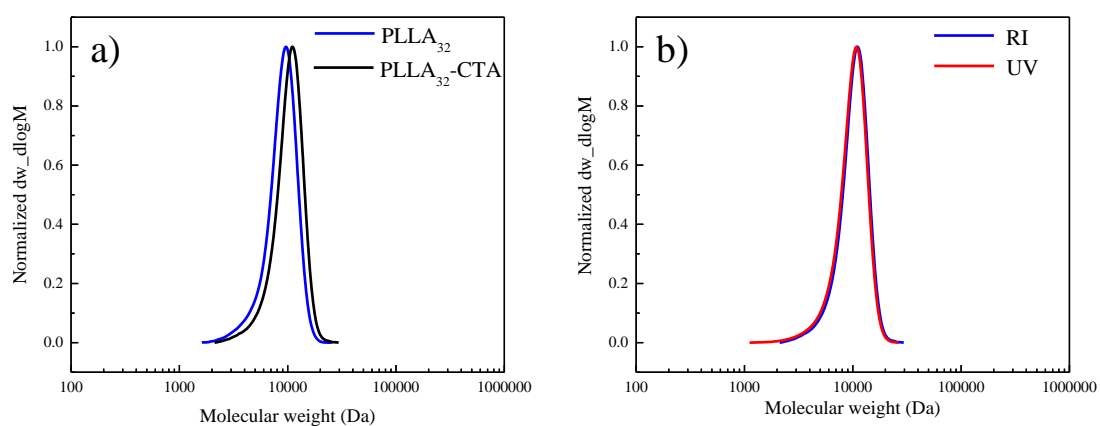 a)
PLLA32
PLLA32-CTA
1.0
0.8
0.6
0.4
0.2
0.0
Normalized dw_dlogM
100
1000
10000
100000
1000000
Molecular weight (Da)
b)
RI
UV
1.0
0.8
0.6
0.4
0.2
0.0
Normalized dw_dlogM
100
1000
10000
100000
1000000
Molecular weight (Da)